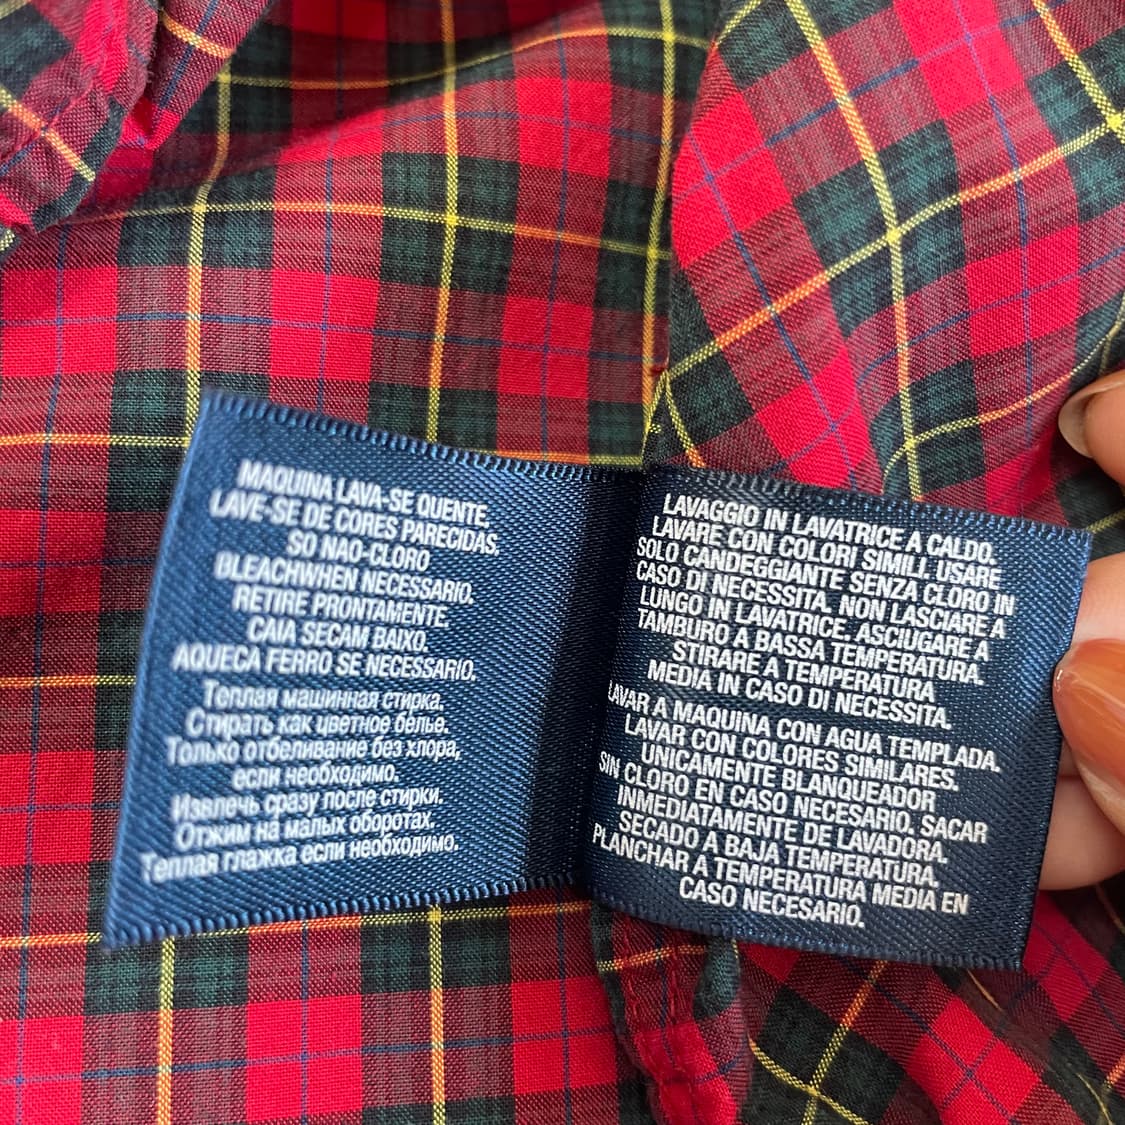 MAQUINA LAVA-SE QUENTE.
LAVE-SE DE CORES PARECIDAS,
SO NAO-CLORO
BLEACHWHEN NECESSARIO.
RETIRE PRONTAMENTE,
CAIA SECAM BAIXO.
AQUECA FERRO SE NECESSARIO.
Теплая машинная стирка.
Стирать как цветное белье.
Только отбеливание без хлора,
если необходимо.
Извлечь сразу после стирки.
Отжим на малых оборотах.
Теплая глажка если необходимо.
LAVAGGIO IN LAVATRICE A CALDO.
LAVARE CON COLORI SIMILI. USARE
SOLO CANDEGGIANTE SENZA CLORO IN
CASO DI NECESSITA. NON LASCIARE A
LUNGO IN LAVATRICE. ASCIUGARE A
TAMBURO A BASSA TEMPERATURA.
STIRARE A TEMPERATURA
MEDIA IN CASO DI NECESSITA.
LAVAR A MAQUINA CON AGUA TEMPLADA.
LAVAR CON COLORES SIMILARES.
UNICAMENTE BLANQUEADOR
SIN CLORO EN CASO NECESARIO. SACAR
INMEDIATAMENTE DE LAVADORA.
SECADO A BAJA TEMPERATURA.
PLANCHAR A TEMPERATURA MEDIA EN
CASO NECESARIO.